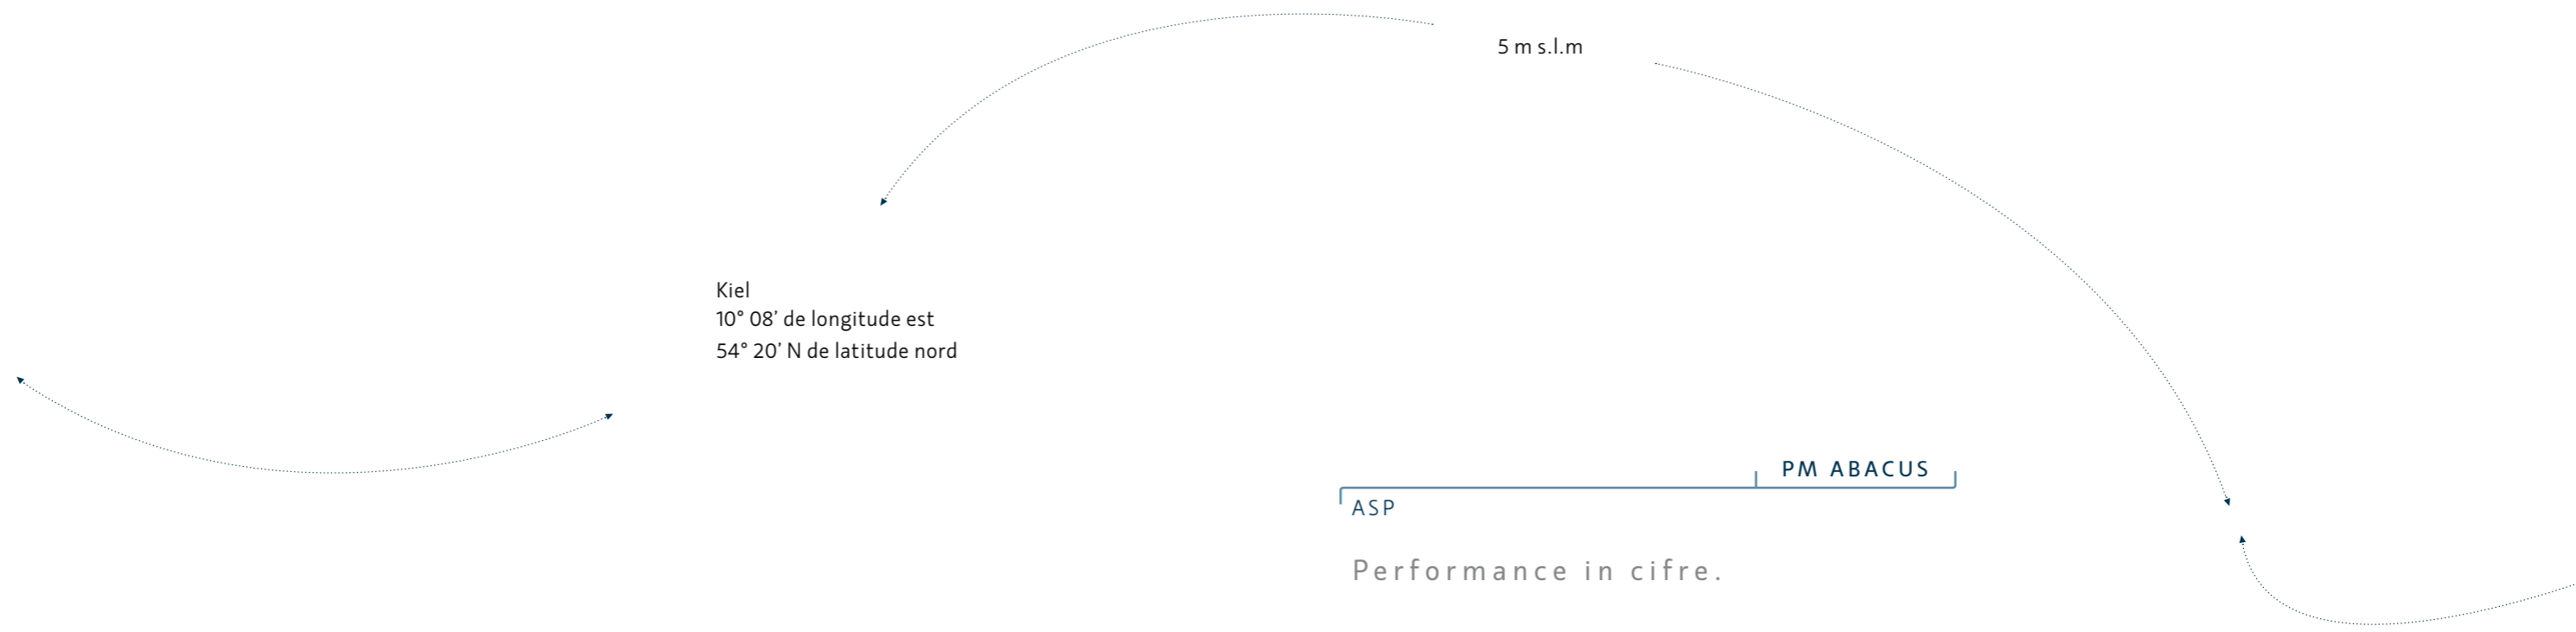 5 m s.l.m
Kiel
10° 08’ de longitude est
54° 20’ N de latitude nord
PM ABACUS
ASP
Performance in cifre.